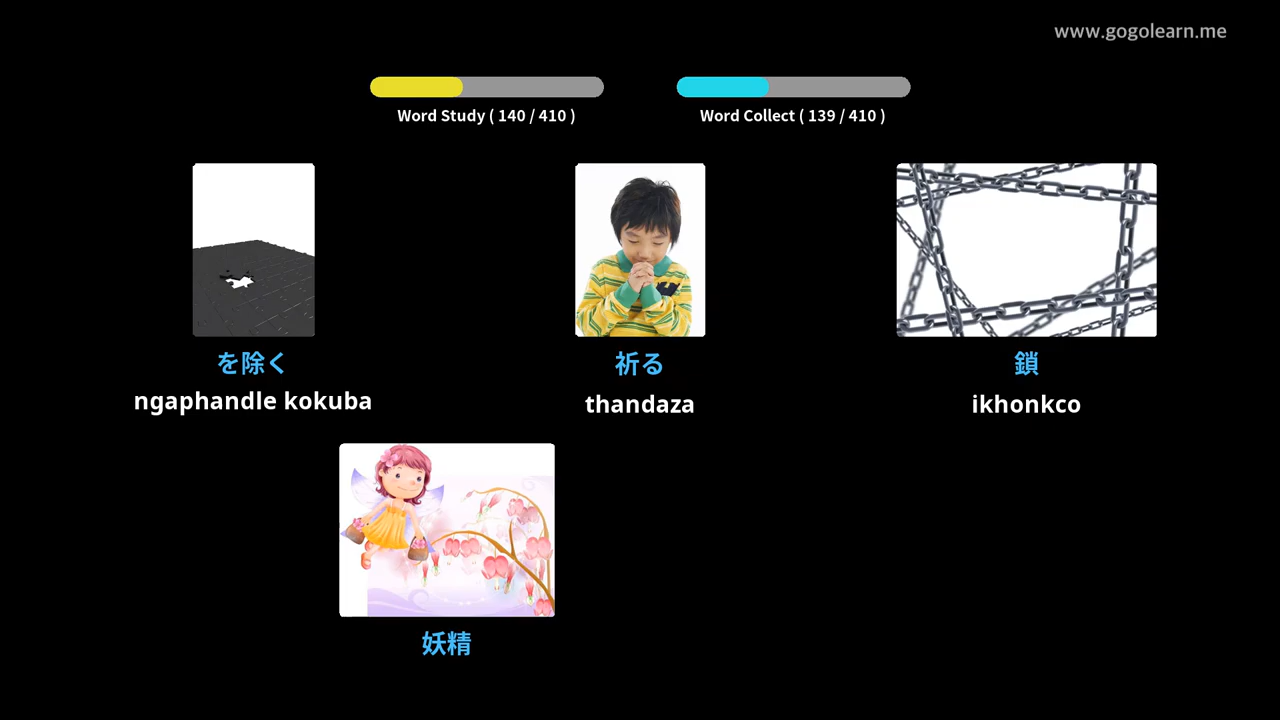 www.gogolearn.me
Word Study ( 140 / 410 )
Word Collect ( 139 / 410 )
を除く
ngaphandle kokuba
祈る
thandaza
鎖
ikhonkco
妖精